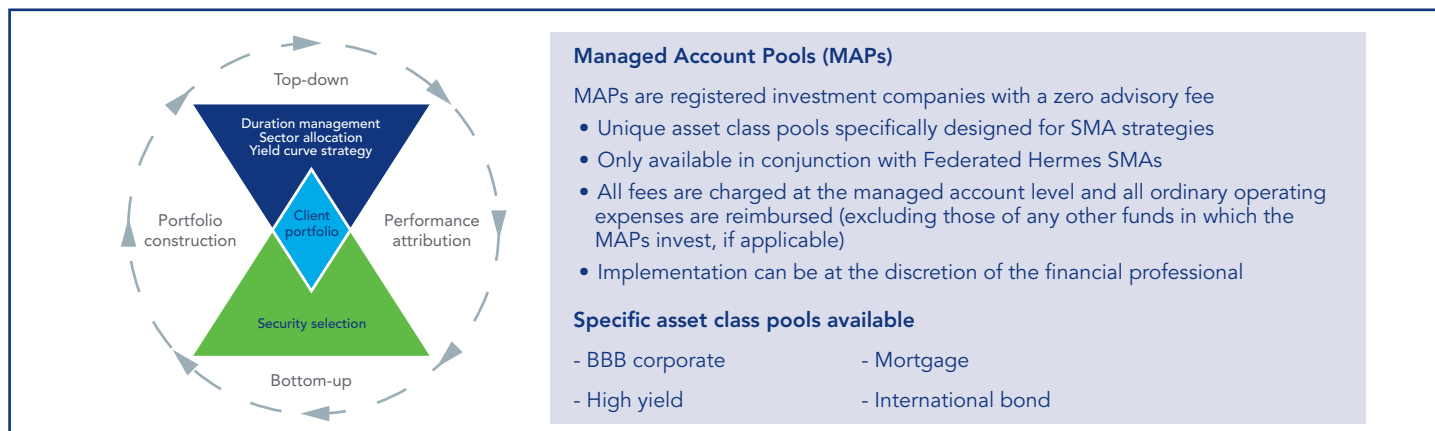 Top-down
Duration management
Sector allocation
Yield curve strategy
Portfolio
construction
Client
portfolio
Performance
attribution
Security selection
Bottom-up
Managed Account Pools (MAPs)
MAPs are registered investment companies with a zero advisory fee
• Unique asset class pools specifically designed for SMA strategies
• Only available in conjunction with Federated Hermes SMAs
• All fees are charged at the managed account level and all ordinary operating
expenses are reimbursed (excluding those of any other funds in which the
MAPs invest, if applicable)
• Implementation can be at the discretion of the financial professional
Specific asset class pools available
- BBB corporate - Mortgage
- High yield - International bond